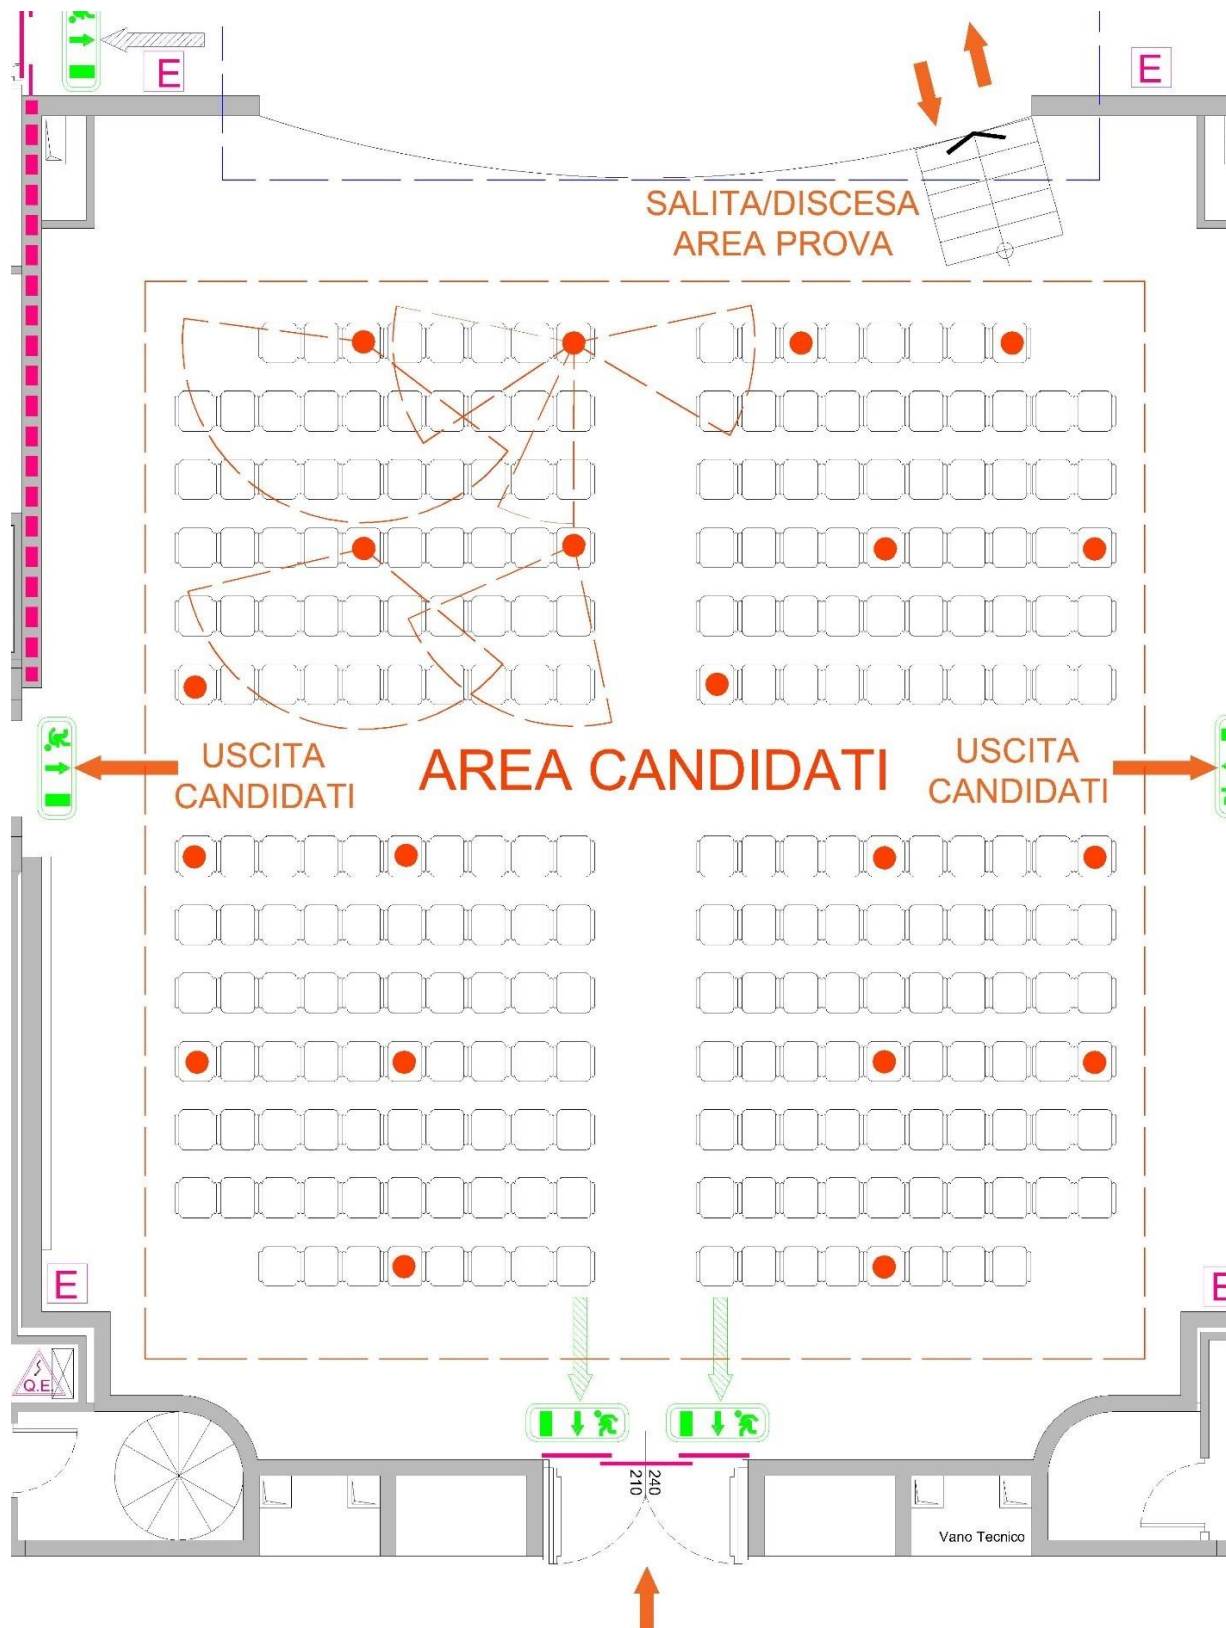 E
E
SALITA/DISCESA
AREA PROVA
USCITA
CANDIDATI
AREA CANDIDATI
USCITA
CANDIDATI
E
E
Q.E.
240
210
Vano Tecnico